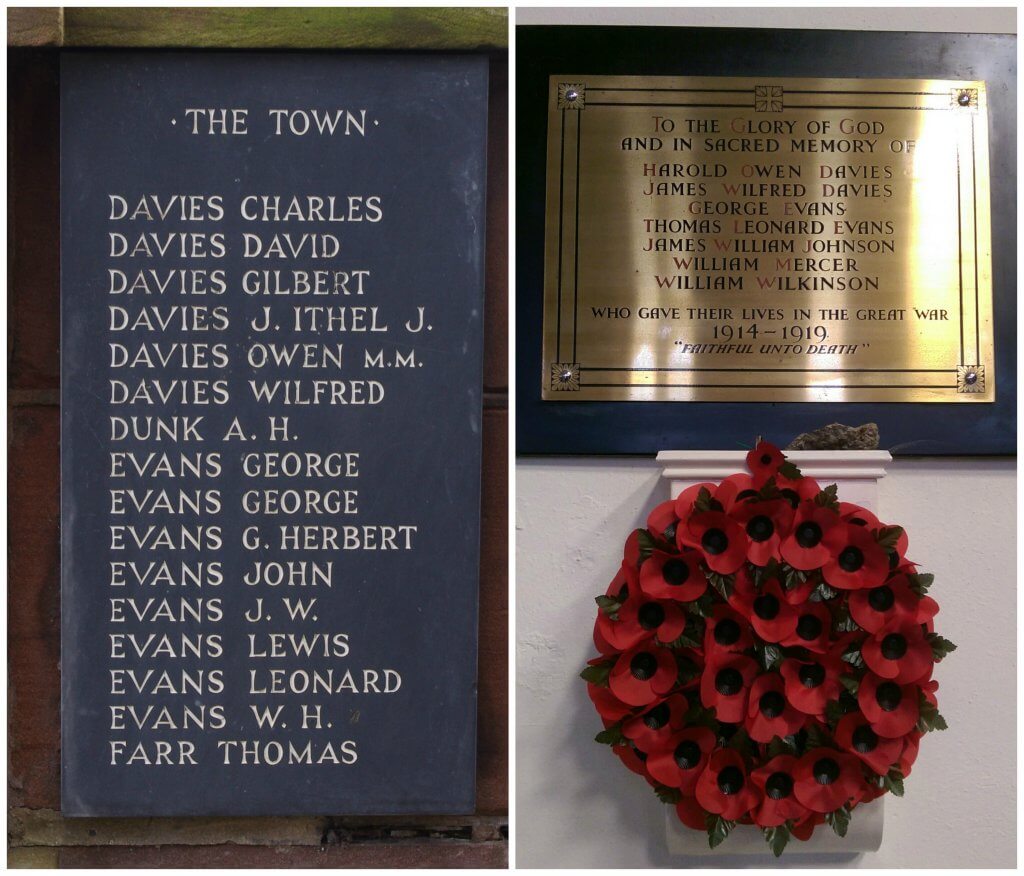 ·THE TOWN·
DAVIES CHARLES
DAVIES DAVID
DAVIES GILBERT
DAVIES J. ITHEL J.
DAVIES OWEN M.M.
DAVIES WILFRED
DUNK A. H.
EVANS GEORGE
EVANS GEORGE
EVANS G. HERBERT
EVANS JOHN
EVANS J. W.
EVANS LEWIS
EVANS LEONARD
EVANS W. H.
FARR THOMAS
TO THE GLORY OF GOD
AND IN SACRED MEMORY OF
HAROLD OWEN DAVIES
JAMES WILFRED DAVIES
GEORGE EVANS
THOMAS LEONARD EVANS
JAMES WILLIAM JOHNSON
WILLIAM MERCER
WILLIAM WILKINSON
WHO GAVE THEIR LIVES IN THE GREAT WAR
1914-1919.
"FAITHFUL UNTO DEATH"